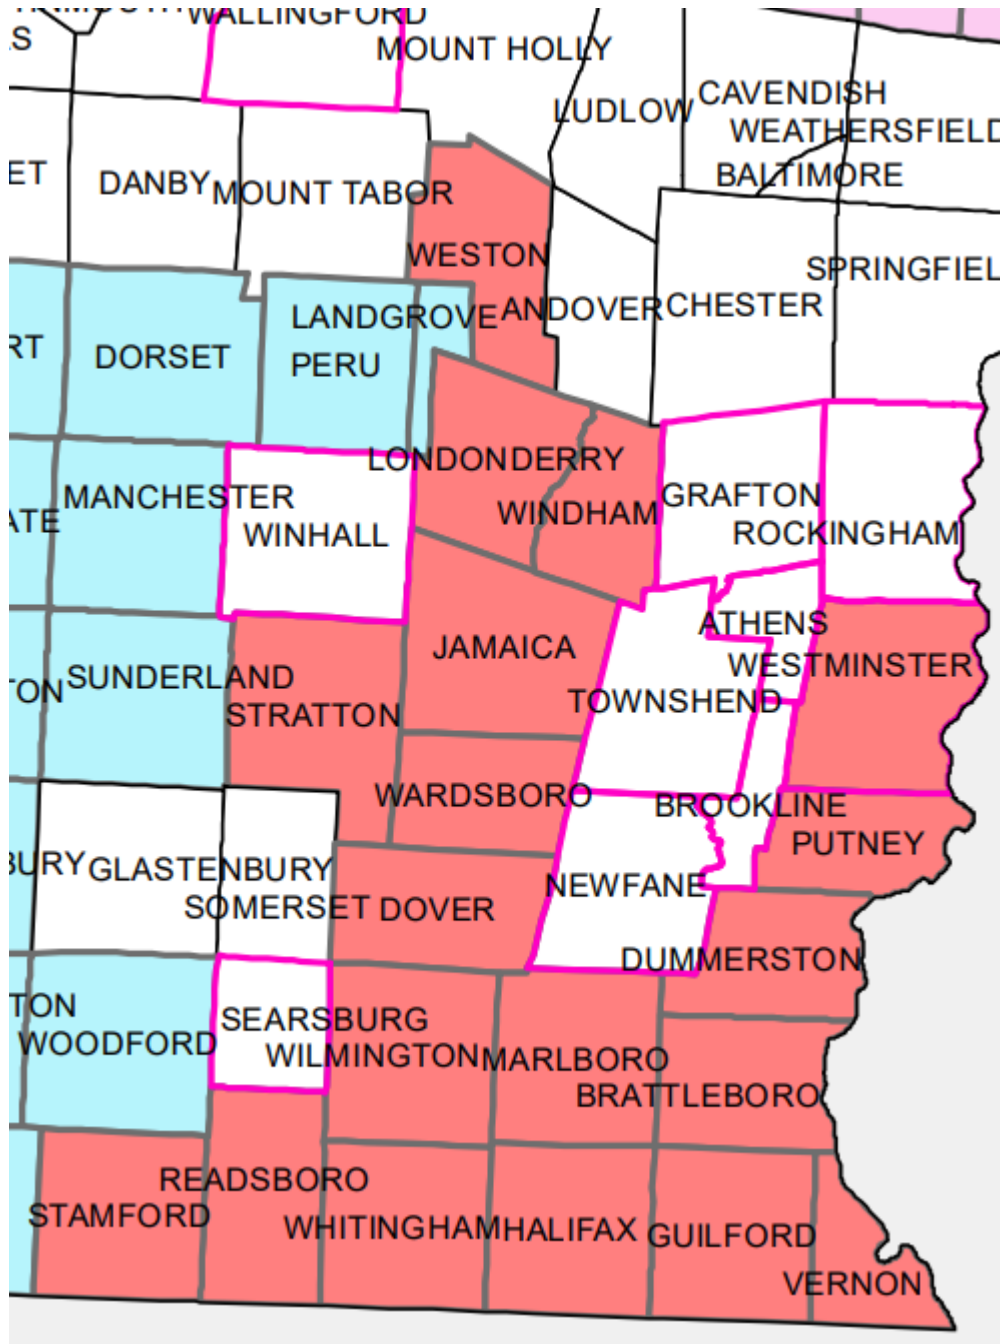 WALLINGFORD
MOUNT HOLLY
CAVENDISH
LUDLOW
WEATHERSFIELD
BALTIMORE
DANBY
MOUNT TABOR
WESTON
SPRINGFIEL
LANDGROVE
ANDOVER
CHESTER
DORSET
PERU
LONDONDERRY
MANCHESTER
GRAFTON
WINDHAM
WINHALL
ROCKINGHAM
ATHENS
JAMAICA
WESTMINSTER
SUNDERLAND
TOWNSHEND
STRATTON
WARDSBORO
BROOKLINE
PUTNEY
GLASTENBURY
NEWFANE
SOMERSET
DOVER
DUMMERSTON
SEARSBURG
WOODFORD
WILMINGTON
MARLBORO
BRATTLEBORO
READSBORO
STAMFORD
WHITINGHAM
HALIFAX
GUILFORD
VERNON